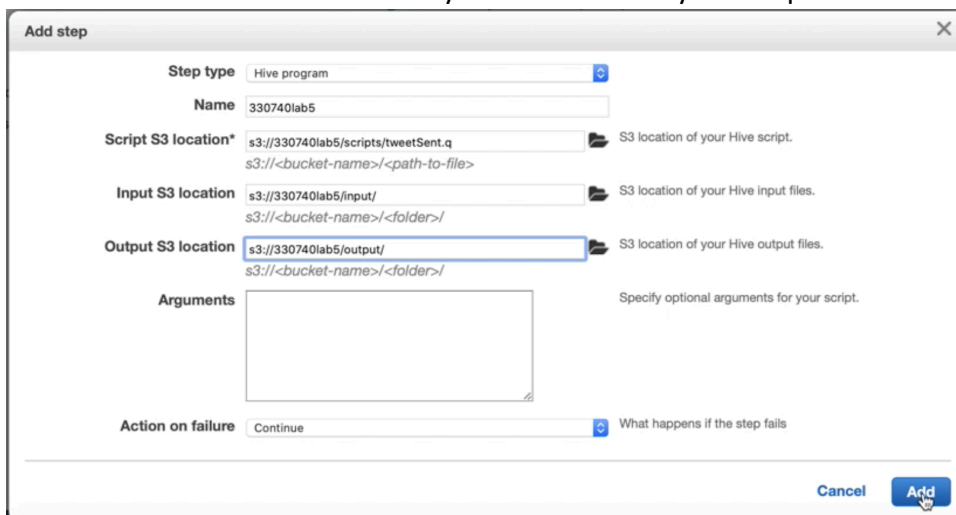 Add step
Step type Hive program
Name 330740lab5
Script S3 location* s3://330740lab5/scripts/tweetSent.q S3 location of your Hive script.
s3://<bucket-name>/<path-to-file>
Input S3 location s3://330740lab5/input/ S3 location of your Hive input files.
s3://<bucket-name>/<folder>/
Output S3 location s3://330740lab5/output/ S3 location of your Hive output files.
s3://<bucket-name>/<folder>/
Arguments Specify optional arguments for your script.
Action on failure Continue What happens if the step fails
Cancel Add